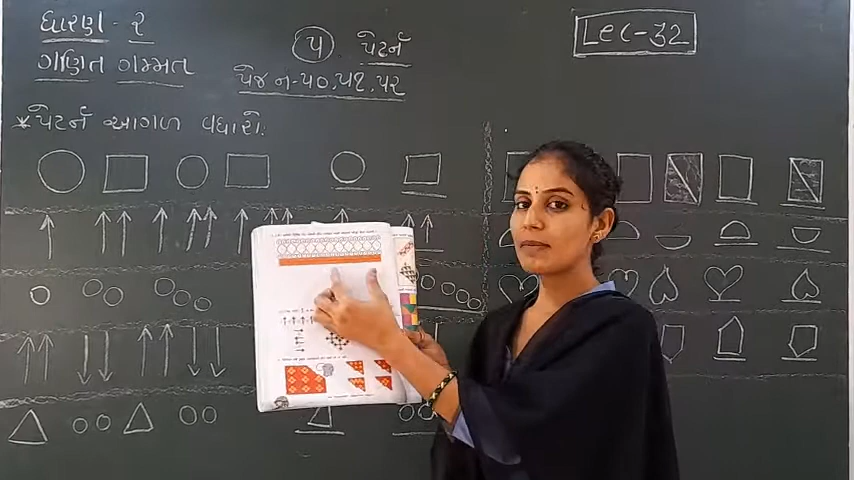 ધોરણ - ૨
ગણિત ગમ્મત
૫ પેટર્ન
પેજ નં-૫૦,૫૧,૫૨
Lec-32
* પેટર્ન આગળ વધારો.